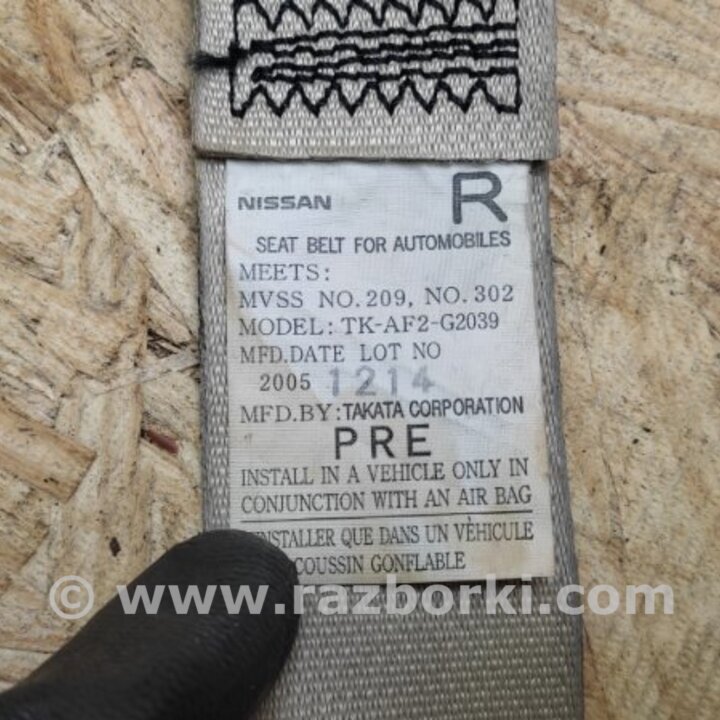 NISSAN R
SEAT BELT FOR AUTOMOBILES
MEETS:
MVSS NO.209, NO.302
MODEL: TK-AF2-G2039
MFD.DATE LOT NO
2005 1214
MFD.BY:TAKATA CORPORATION
PRE
INSTALL IN A VEHICLE ONLY IN
CONJUNCTION WITH AN AIR BAG
INSTALLER QUE DANS UN VÈHICULE
COUSSIN GONFLABLE
© www.razborki.com